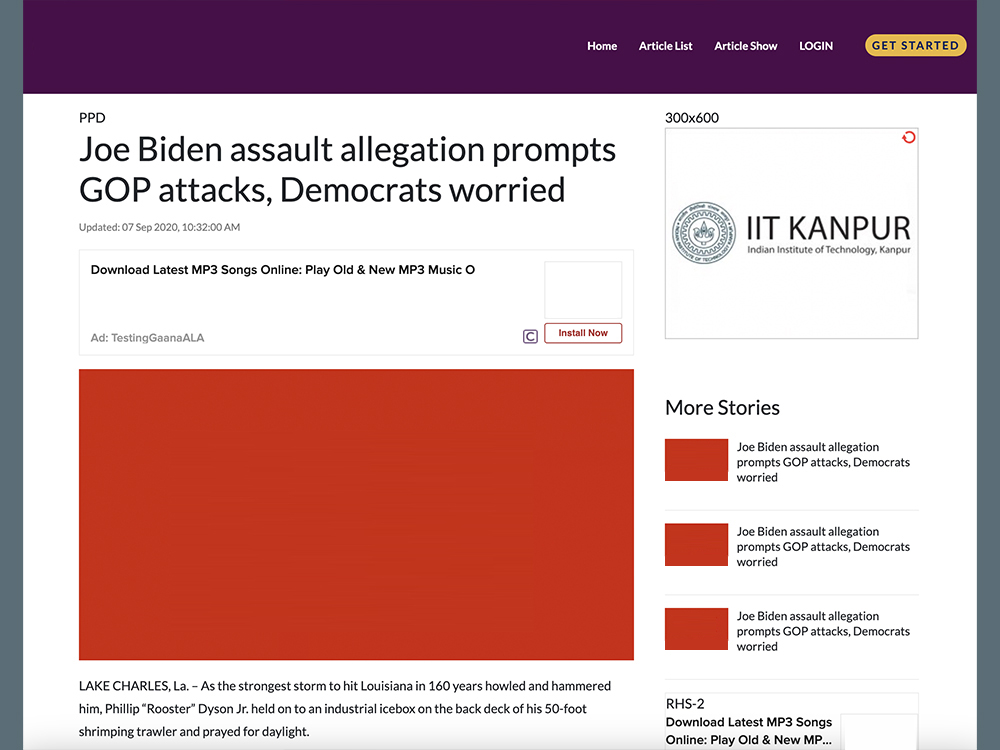 Home Article List Article Show LOGIN GET STARTED
PPD
Joe Biden assault allegation prompts
GOP attacks, Democrats worried
Updated: 07 Sep 2020, 10:32:00 AM
Download Latest MP3 Songs Online: Play Old & New MP3 Music O
Ad: TestingGaanaALA
C
Install Now
LAKE CHARLES, La. – As the strongest storm to hit Louisiana in 160 years howled and hammered
him, Phillip “Rooster” Dyson Jr. held on to an industrial icebox on the back deck of his 50-foot
shrimping trawler and prayed for daylight.
300x600
IIT KANPUR
Indian Institute of Technology, Kanpur
More Stories
Joe Biden assault allegation
prompts GOP attacks, Democrats
worried
Joe Biden assault allegation
prompts GOP attacks, Democrats
worried
Joe Biden assault allegation
prompts GOP attacks, Democrats
worried
RHS-2
Download Latest MP3 Songs
Online: Play Old & New MP...